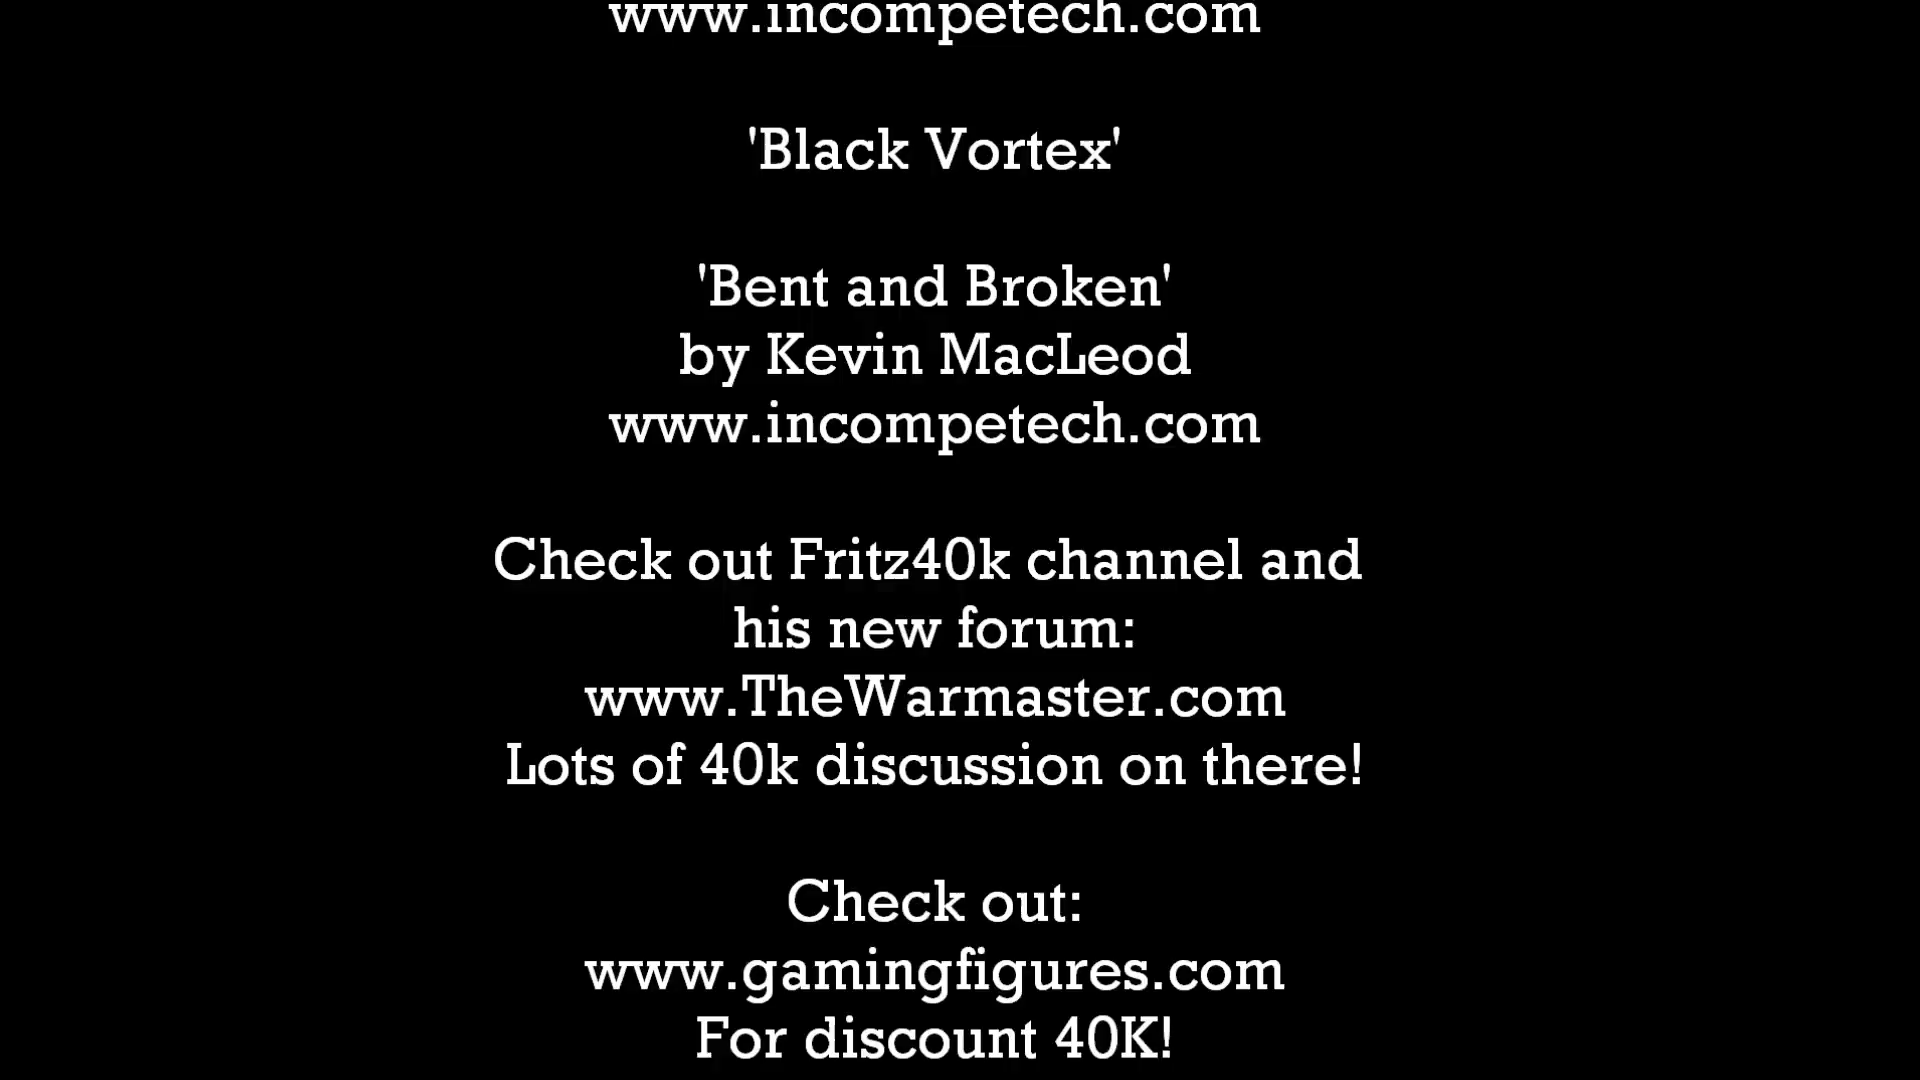 www.incompetech.com
'Black Vortex'
'Bent and Broken'
by Kevin MacLeod
www.incompetech.com
Check out Fritz40k channel and
his new forum:
www.TheWarmaster.com
Lots of 40k discussion on there!
Check out:
www.gamingfigures.com
For discount 40K!